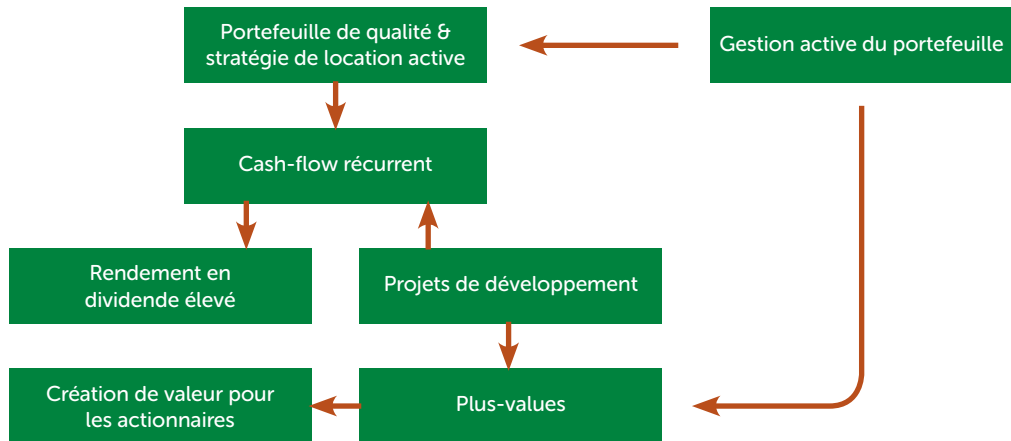 Portefeuille de qualité &
stratégie de location active
Gestion active du portefeuille
Cash-flow récurrent
Rendement en
dividende élevé
Projets de développement
Création de valeur pour
les actionnaires
Plus-values